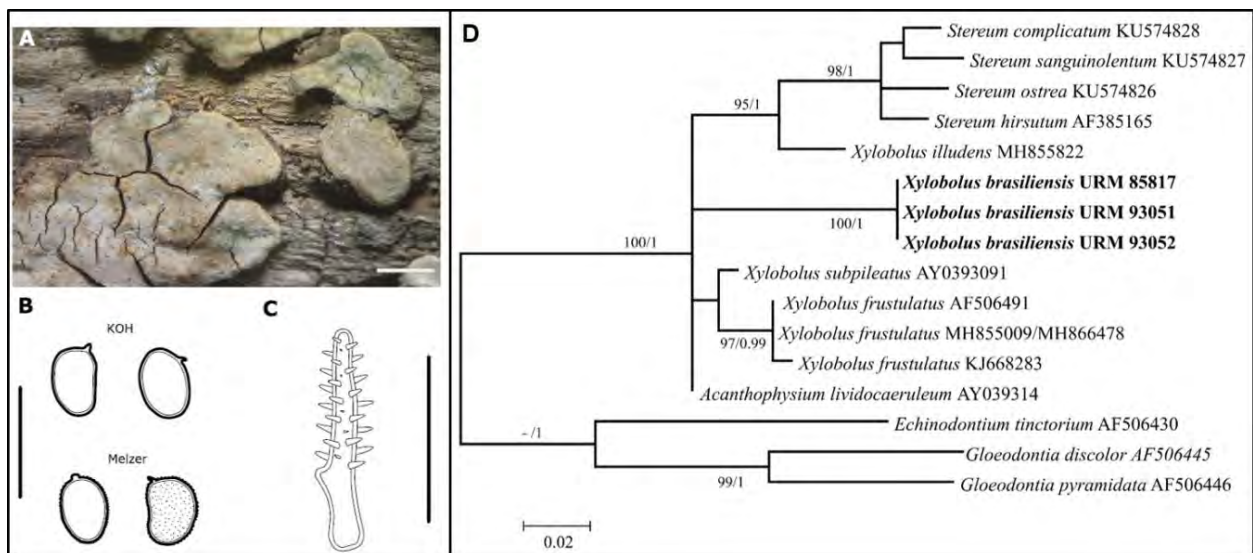 A
B
KOH
Melzer
C
D
Stereum complicatum KU574828
Stereum sanguinolentum KU574827
98/1
Stereum ostrea KU574826
95/1
Stereum hirsutum AF385165
Xylobolus illudens MH855822
Xylobolus brasiliensis URM 85817
Xylobolus brasiliensis URM 93051
100/1
Xylobolus brasiliensis URM 93052
100/1
Xylobolus subpileatus AY0393091
Xylobolus frustulatus AF506491
Xylobolus frustulatus MH855009/MH866478
97/0.99
Xylobolus frustulatus KJ668283
Acanthophysium lividocaeruleum AY039314
Echinodontium tinctorium AF506430
- /1
Gloeodontia discolor AF506445
99/1
Gloeodontia pyramidata AF506446
0.02